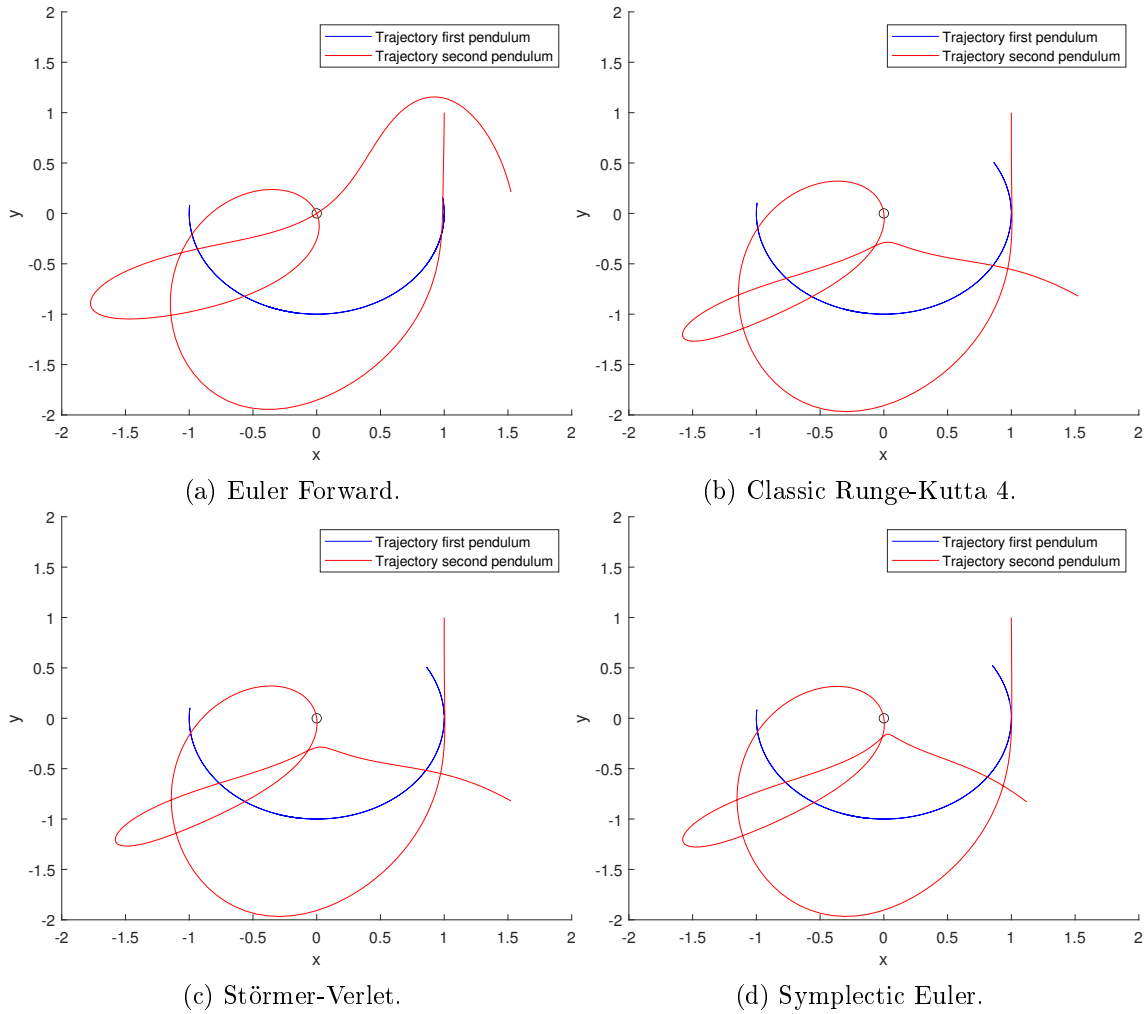 Trajectory first pendulum
Trajectory second pendulum
2
1.5
1
0.5
0
-0.5
-1
-1.5
-2
y
-2 -1.5 -1 -0.5 0 0.5 1 1.5 2
x
(a) Euler Forward.
Trajectory first pendulum
Trajectory second pendulum
2
1.5
1
0.5
0
-0.5
-1
-1.5
-2
y
-2 -1.5 -1 -0.5 0 0.5 1 1.5 2
x
(b) Classic Runge-Kutta 4.
Trajectory first pendulum
Trajectory second pendulum
2
1.5
1
0.5
0
-0.5
-1
-1.5
-2
y
-2 -1.5 -1 -0.5 0 0.5 1 1.5 2
x
(c) Störmer-Verlet.
Trajectory first pendulum
Trajectory second pendulum
2
1.5
1
0.5
0
-0.5
-1
-1.5
-2
y
-2 -1.5 -1 -0.5 0 0.5 1 1.5 2
x
(d) Symplectic Euler.